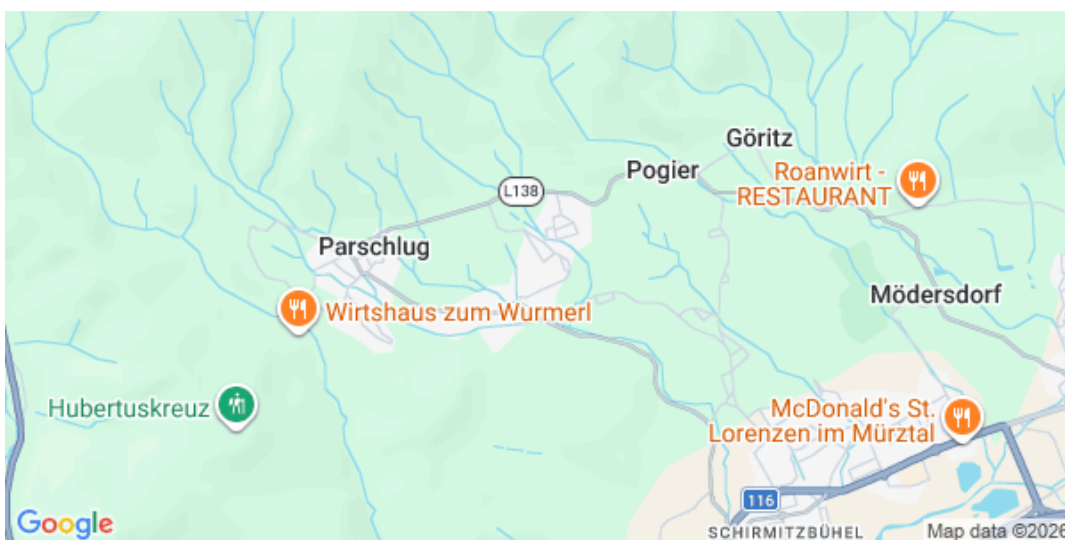 Göritz
Pogier
Roanwirt -
RESTAURANT
L138
Parschlug
Mödersdorf
Wirtshaus zum Wurmerl
Hubertuskreuz
McDonald's St.
Lorenzen im Mürztal
116
SCHIRMITZBÜHEL
Google
Map data ©2026